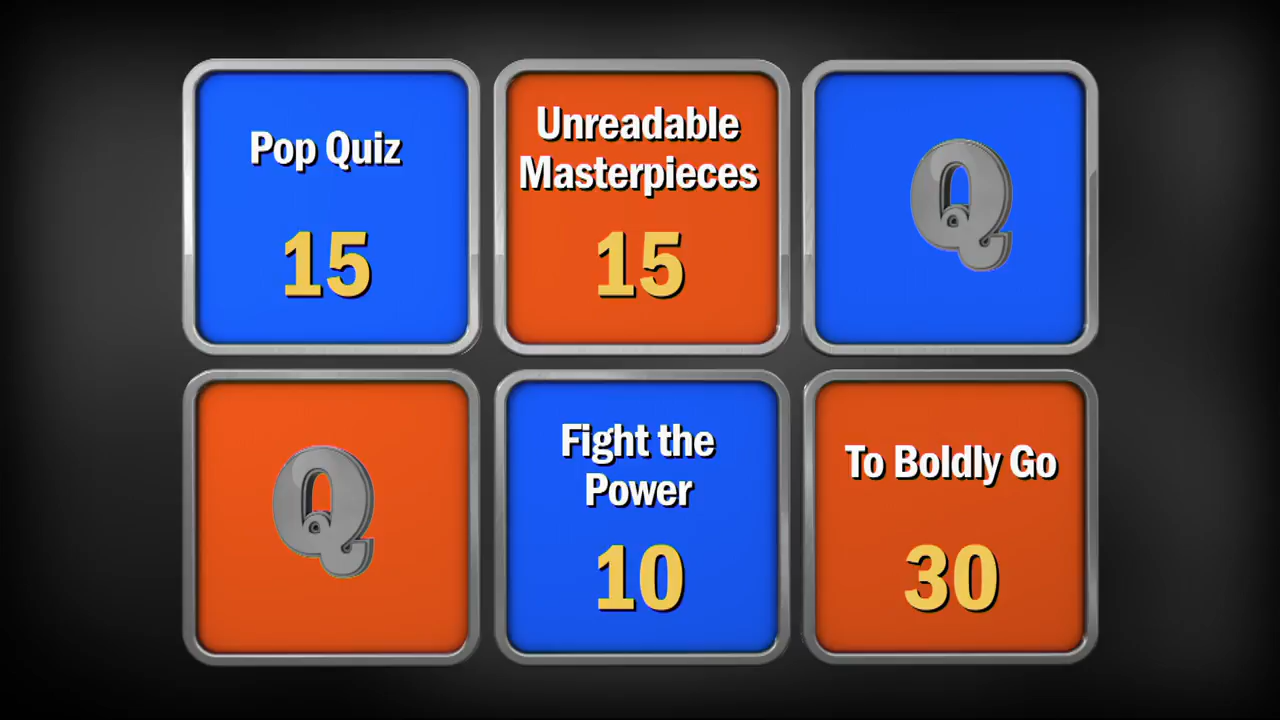 Pop Quiz
15
Unreadable
Masterpieces
15
Q
Q
Fight the
Power
10
To Boldly Go
30